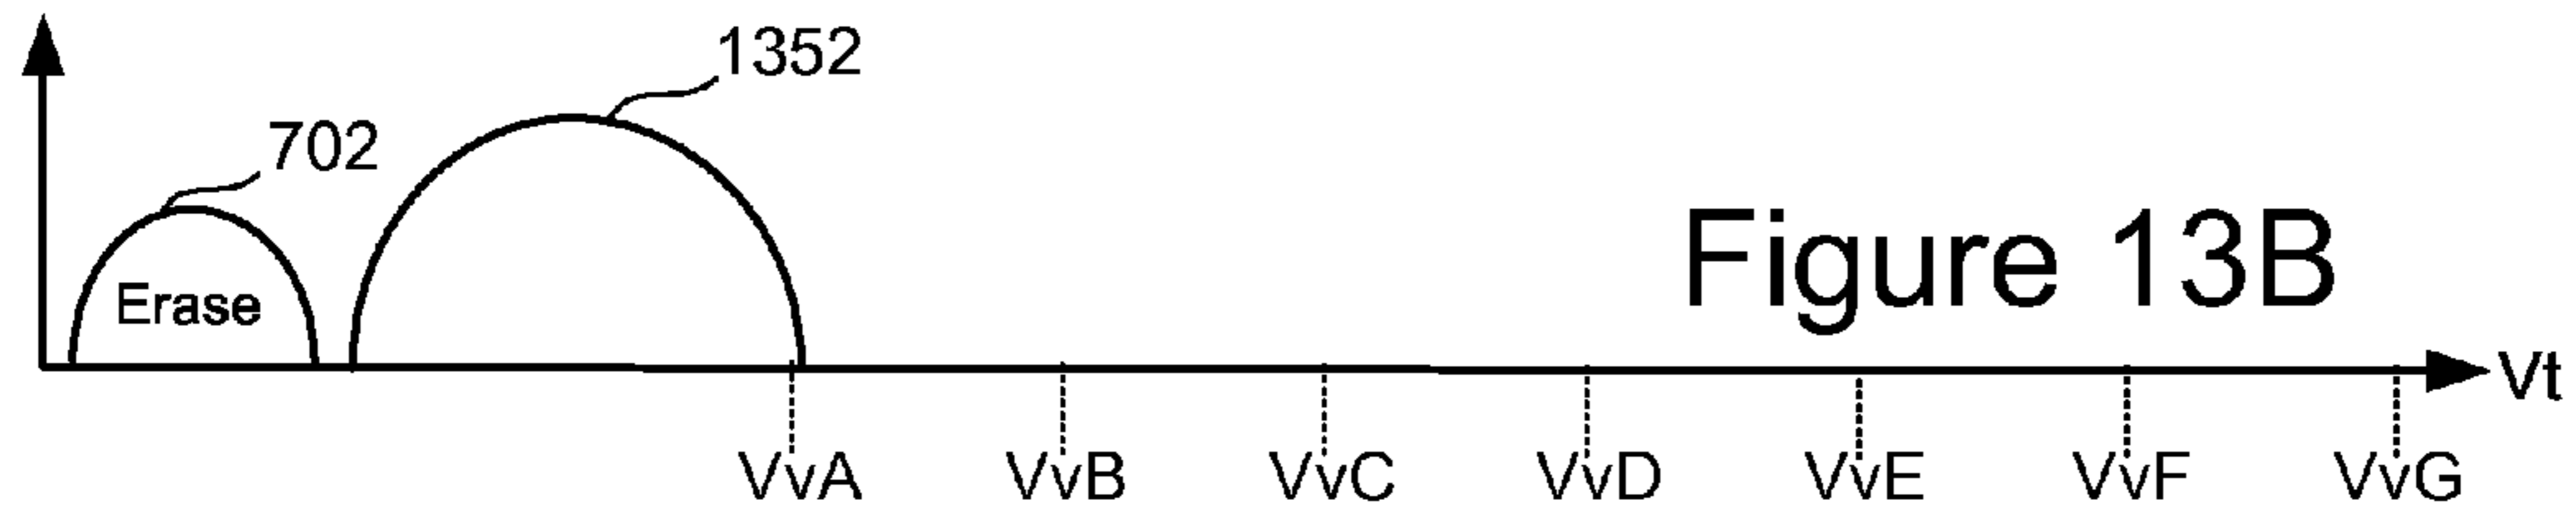 1352
702
Erase
Figure 13B
Vt
VvA VvB VvC VvD VvE VvF VvG